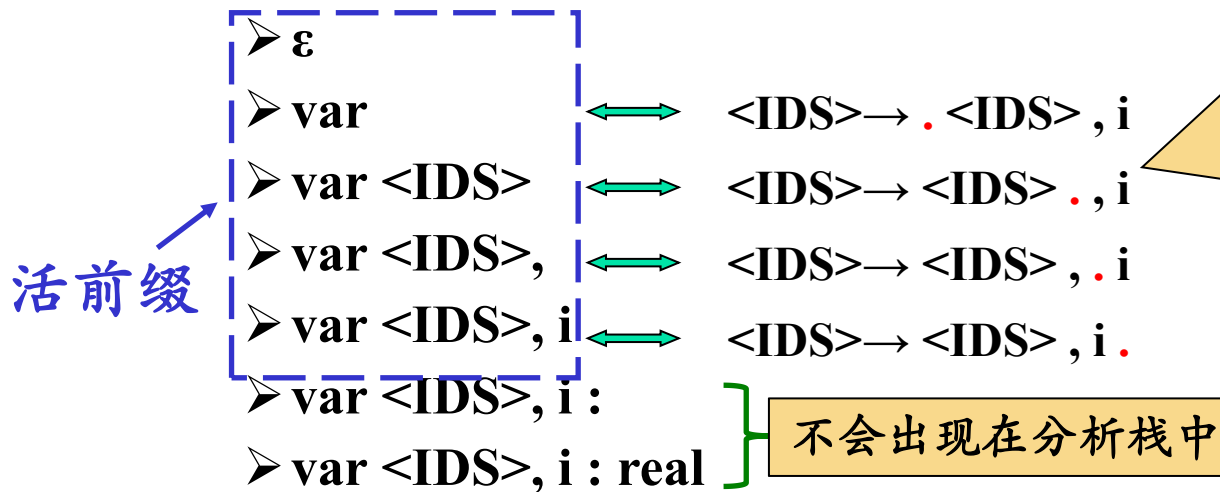 ➢ ε
➢ var <IDS>→ . <IDS> , i
➢ var <IDS> <IDS>→ <IDS> . , i
➢ var <IDS>, <IDS>→ <IDS> , . i
活前缀
➢ var <IDS>, i <IDS>→ <IDS> , i .
➢ var <IDS>, i :
➢ var <IDS>, i : real
不会出现在分析栈中